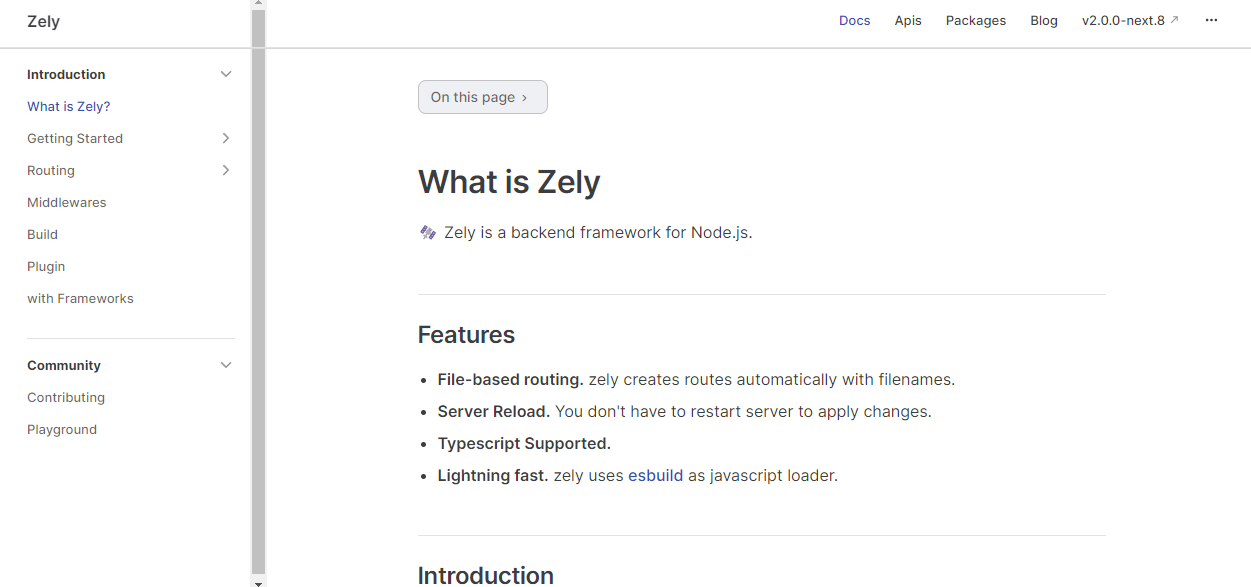 Zely
Docs Apis Packages Blog v2.0.0-next.8 ↗ ···
Introduction
What is Zely?
Getting Started
Routing
Middlewares
Build
Plugin
with Frameworks
Community
Contributing
Playground
On this page ›
What is Zely
Zely is a backend framework for Node.js.
Features
• File-based routing. zely creates routes automatically with filenames.
• Server Reload. You don't have to restart server to apply changes.
• Typescript Supported.
• Lightning fast. zely uses esbuild as javascript loader.
Introduction